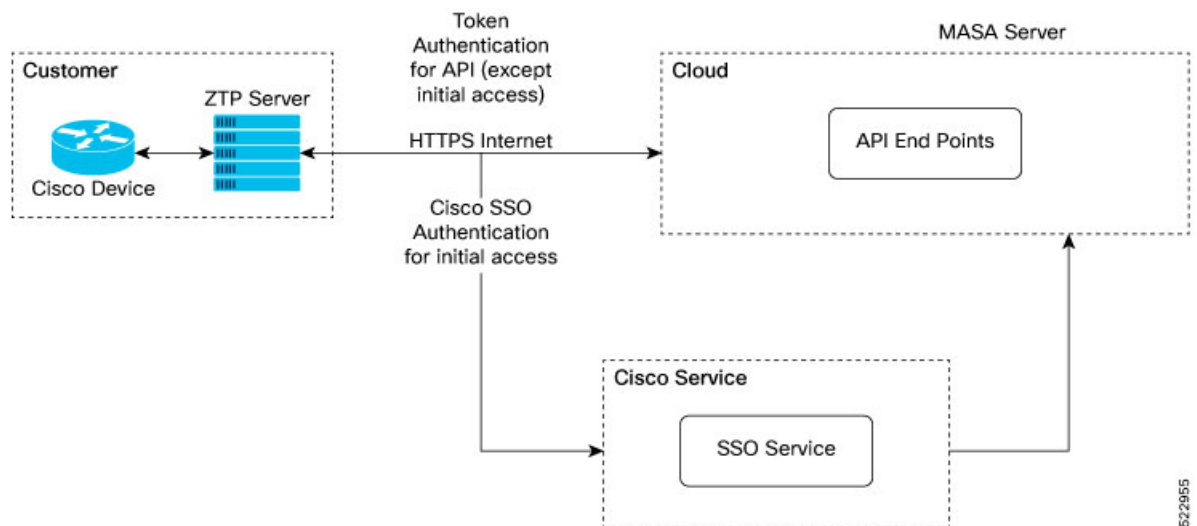 Token
Authentication
for API (except
initial access)
MASA Server
Customer
Cloud
ZTP Server
HTTPS Internet
API End Points
Cisco Device
Cisco SSO
Authentication
for initial access
Cisco Service
SSO Service
522955